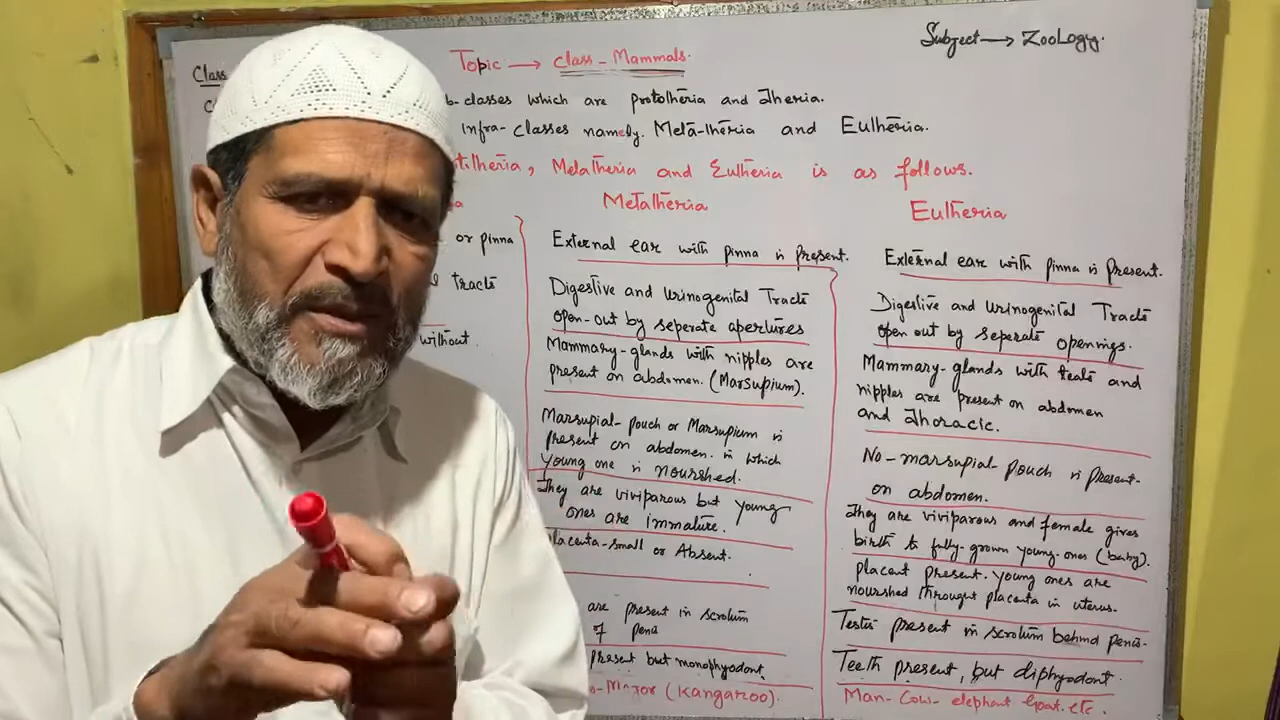 Subject → Zoology.
Class
Topic → Class - Mammals.
b-classes which are protolheria and Theria.
Infra-classes namely. Meta-theria and Eutheria.
Metatheria and Eutheria is as follows.
Metatheria
Eutheria
or pinna
Tracts
without.
External ear with pinna is present.
Digestive and Urinogenital Tracts
open-out by seperate apertures
Mammary-glands with nipples are
present on abdomen. (Marsupium).
Marsupial-pouch or Marsupium is
present on abdomen. in which
young one is nourshed.
They are viviparous but young
ones are immature.
placenta-small or Absent.
are present in scrotum
of penis
present but monophyodont
(Kangaroo).
External ear with pinna is present.
Digestive and Urinogenital Tracts
open out by seperate openings.
Mammary-glands with teats and
nipples are present on abdomen
and Thoracic.
No-marsupial-pouch is present-
on abdomen.
They are viviparous and female gives
birth to fully-grown young-ones (baby).
placent present. young ones are
nourshed throught placenta in uterus.
Testis present in scrotum behind penis-
Teeth present, but diphyodont.
Man-Cow-elephant Goat.etc.